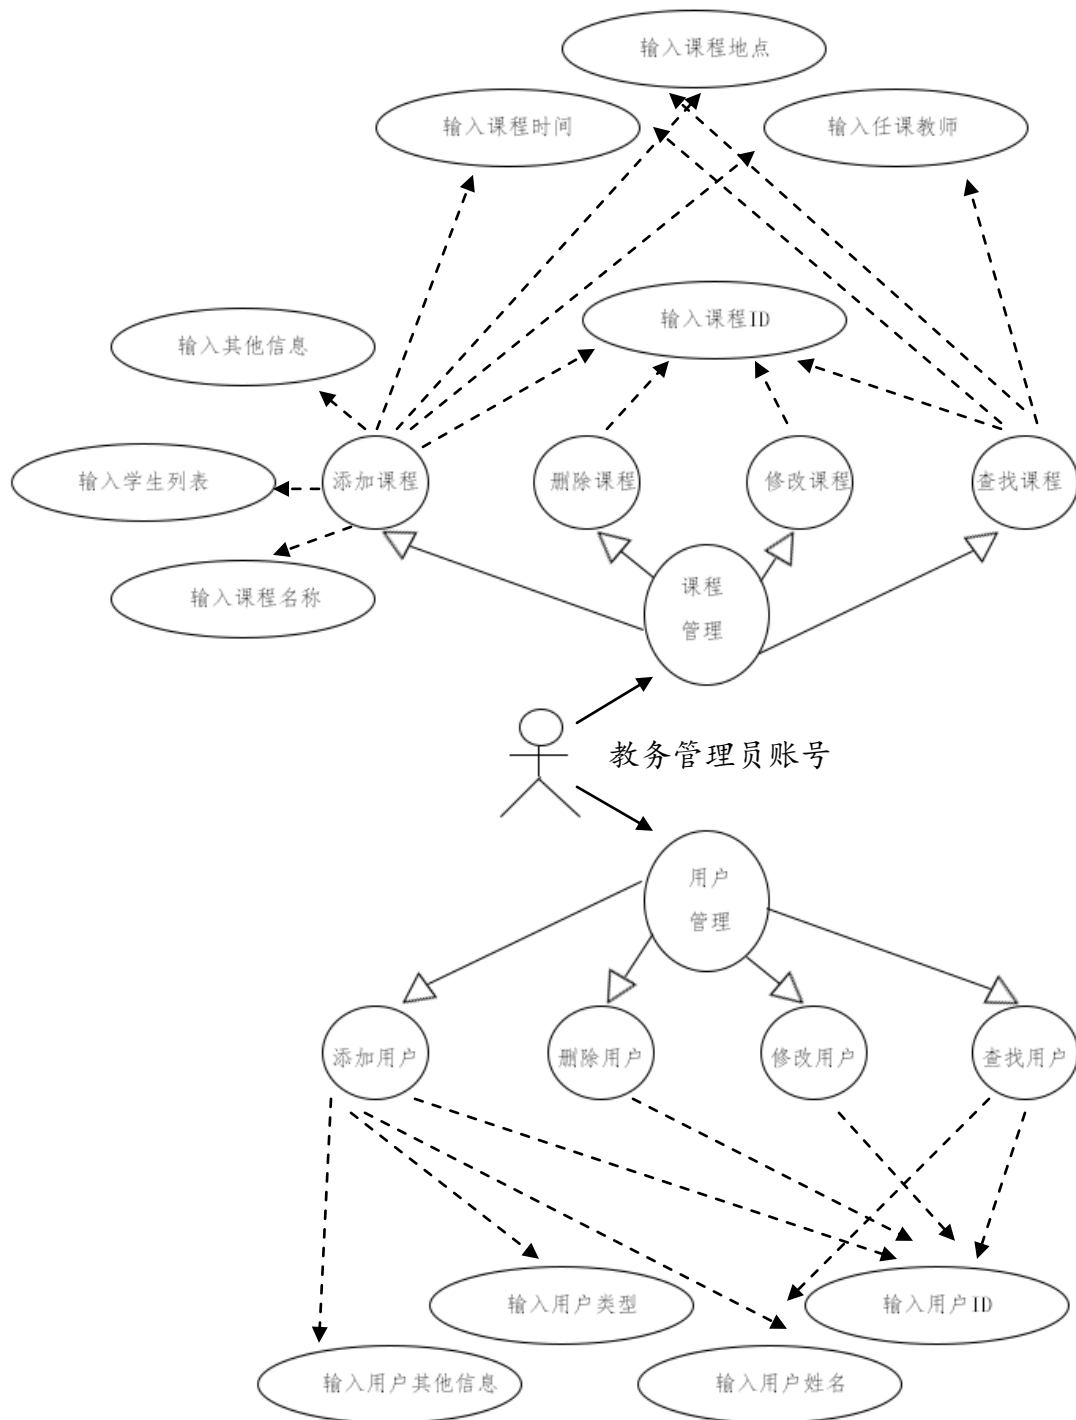 输入课程地点
输入课程时间
输入任课教师
输入课程ID
输入其他信息
输入学生列表
添加课程
删除课程
修改课程
查找课程
输入课程名称
课程
管理
教务管理员账号
用户
管理
添加用户
删除用户
修改用户
查找用户
输入用户类型
输入用户ID
输入用户其他信息
输入用户姓名